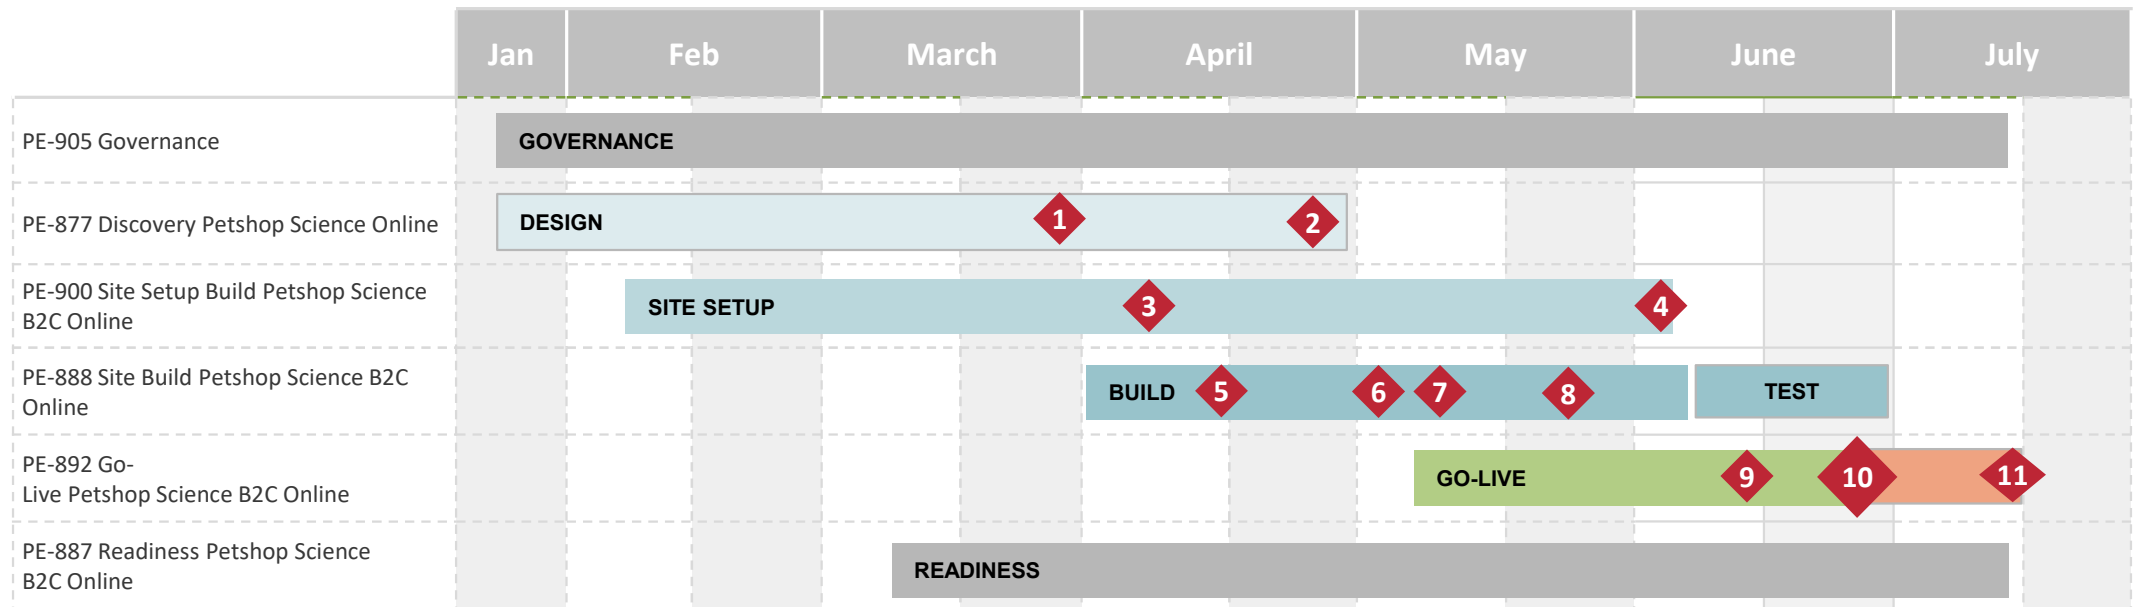 Jan Feb March April May June July
PE-905 Governance
GOVERNANCE
PE-877 Discovery Petshop Science Online
DESIGN
1 2
PE-900 Site Setup Build Petshop Science
B2C Online
SITE SETUP
3 4
PE-888 Site Build Petshop Science B2C
Online
BUILD 5 6 7 8 TEST
PE-892 Go-
Live Petshop Science B2C Online
GO-LIVE 9 10 11
PE-887 Readiness Petshop Science
B2C Online
READINESS